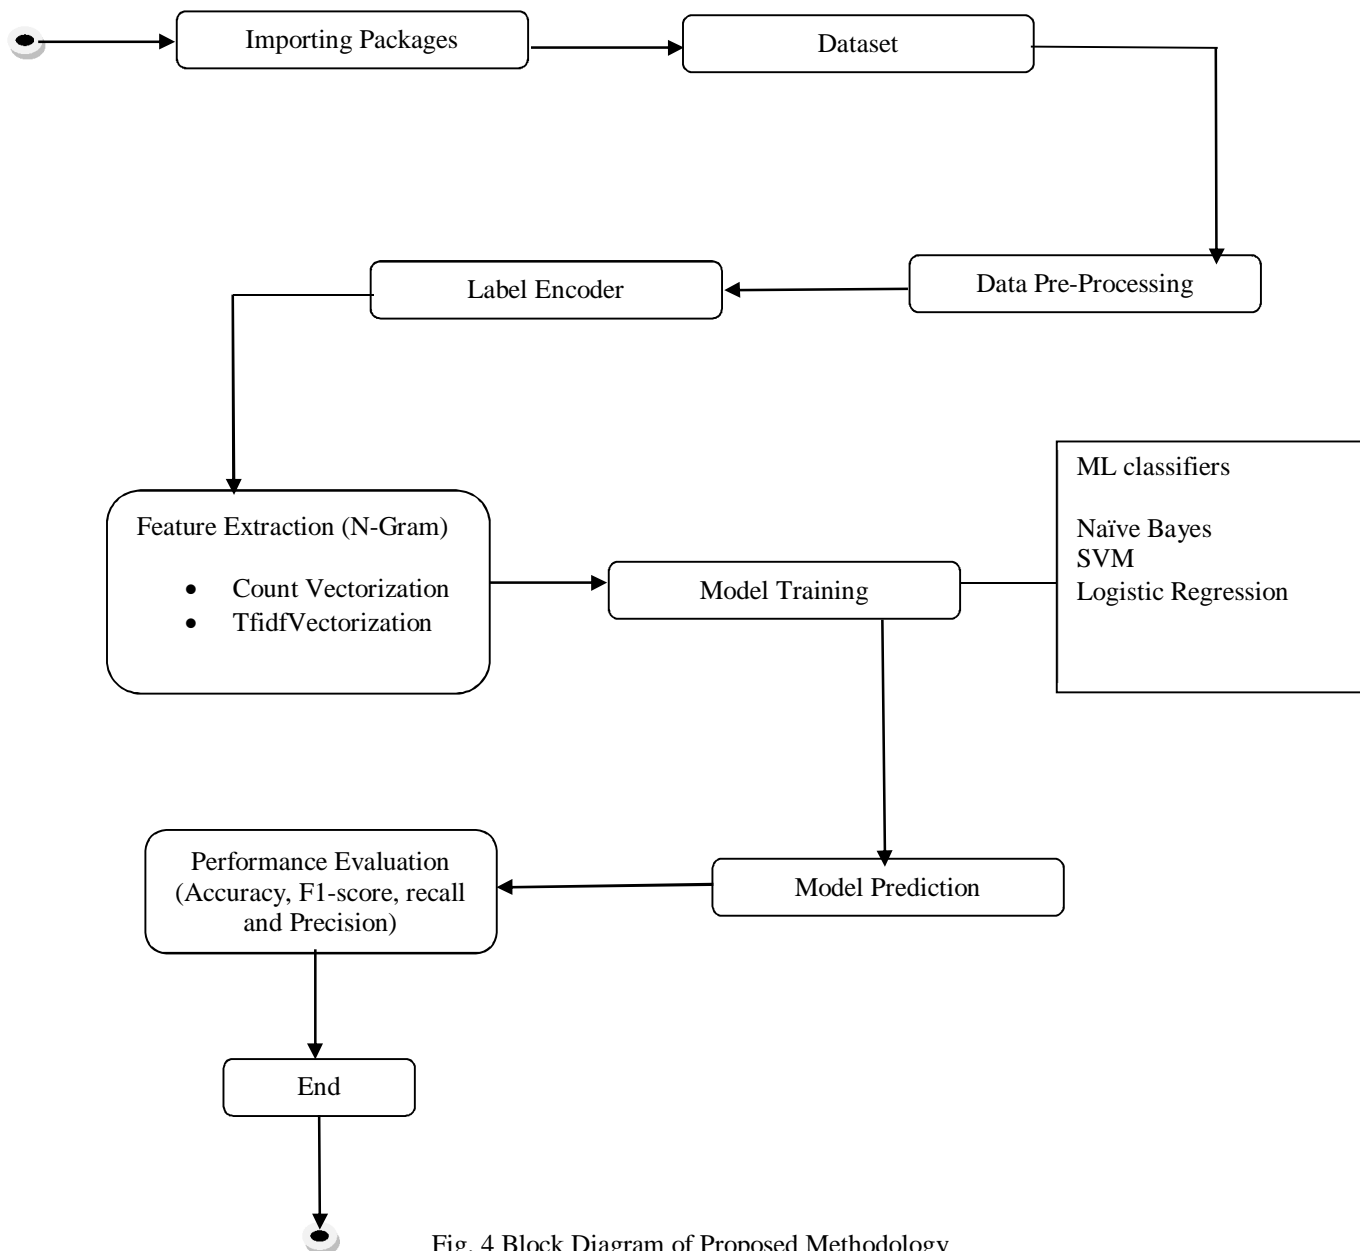 Importing Packages
Dataset
Data Pre-Processing
Label Encoder
Feature Extraction (N-Gram)
• Count Vectorization
• TfidfVectorization
Model Training
ML classifiers
Naïve Bayes
SVM
Logistic Regression
Model Prediction
Performance Evaluation
(Accuracy, F1-score, recall
and Precision)
End
Fig. 4 Block Diagram of Proposed Methodology